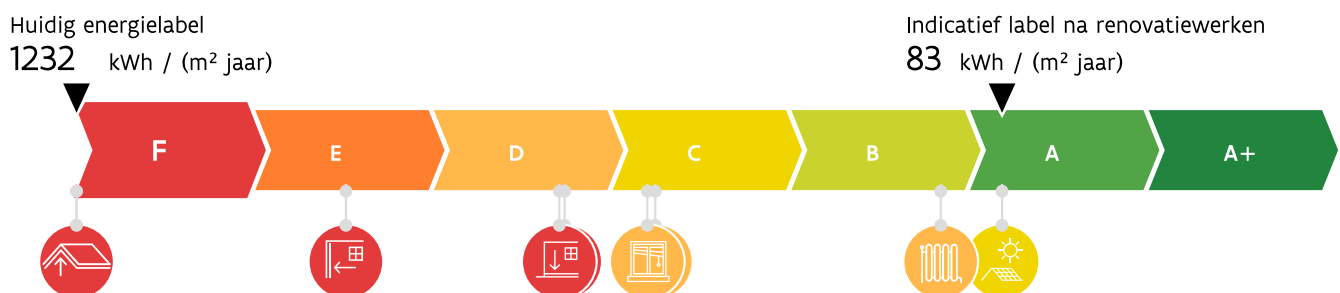 Huidig energielabel
1232 kWh / (m² jaar)
Indicatief label na renovatiewerken
83 kWh / (m² jaar)
F E D C B A A+